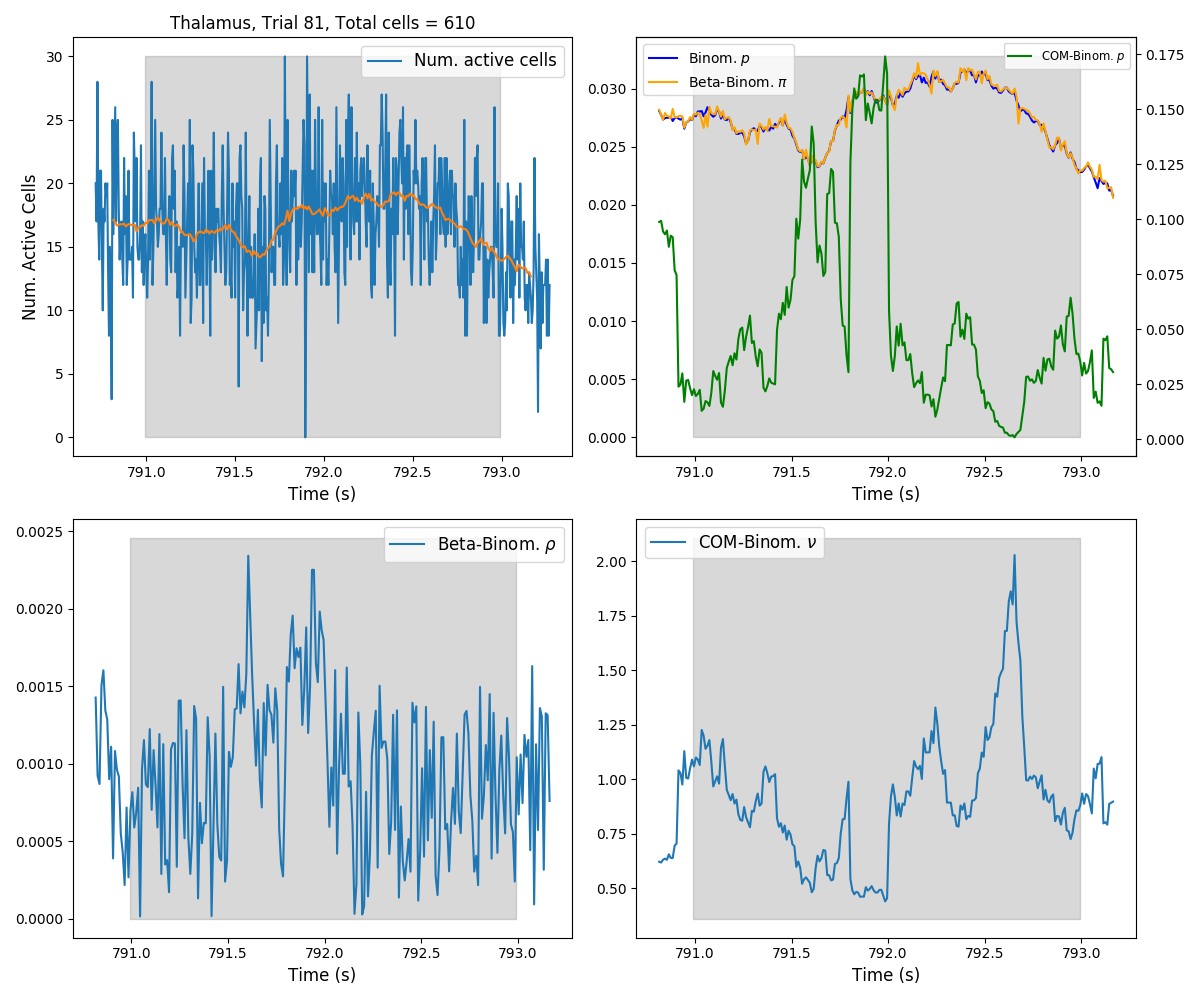 Thalamus, Trial 81, Total cells = 610
Num. active cells
Num. Active Cells
30
25
20
15
10
5
0
791.0 791.5 792.0 792.5 793.0
Time (s)
Binom. p
Beta-Binom. π
COM-Binom. p
0.030
0.025
0.020
0.015
0.010
0.005
0.000
0.175
0.150
0.125
0.100
0.075
0.050
0.025
0.000
791.0 791.5 792.0 792.5 793.0
Time (s)
Beta-Binom. ρ
0.0025
0.0020
0.0015
0.0010
0.0005
0.0000
791.0 791.5 792.0 792.5 793.0
Time (s)
COM-Binom. ν
2.00
1.75
1.50
1.25
1.00
0.75
0.50
791.0 791.5 792.0 792.5 793.0
Time (s)